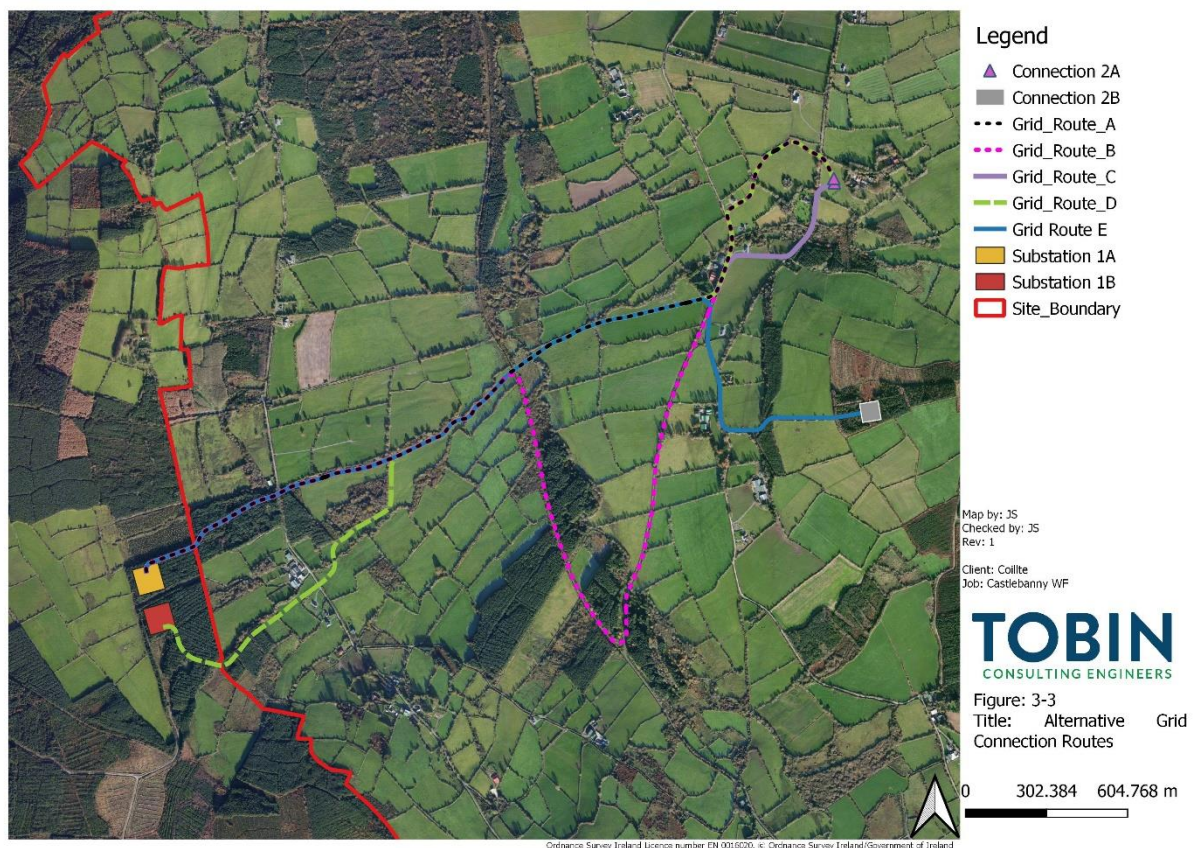 Legend
Connection 2A
Connection 2B
Grid_Route_A
Grid_Route_B
Grid_Route_C
Grid_Route_D
Grid Route E
Substation 1A
Substation 1B
Site_Boundary
Map by: JS
Checked by: JS
Rev: 1
Client: Coillte
Job: Castlebanny WF
TOBIN
CONSULTING ENGINEERS
Figure: 3-3
Title: Alternative Grid
Connection Routes
0 302.384 604.768 m
Ordnance Survey Ireland Licence number EN 0016020. Ordnance Survey Ireland/Government of Ireland